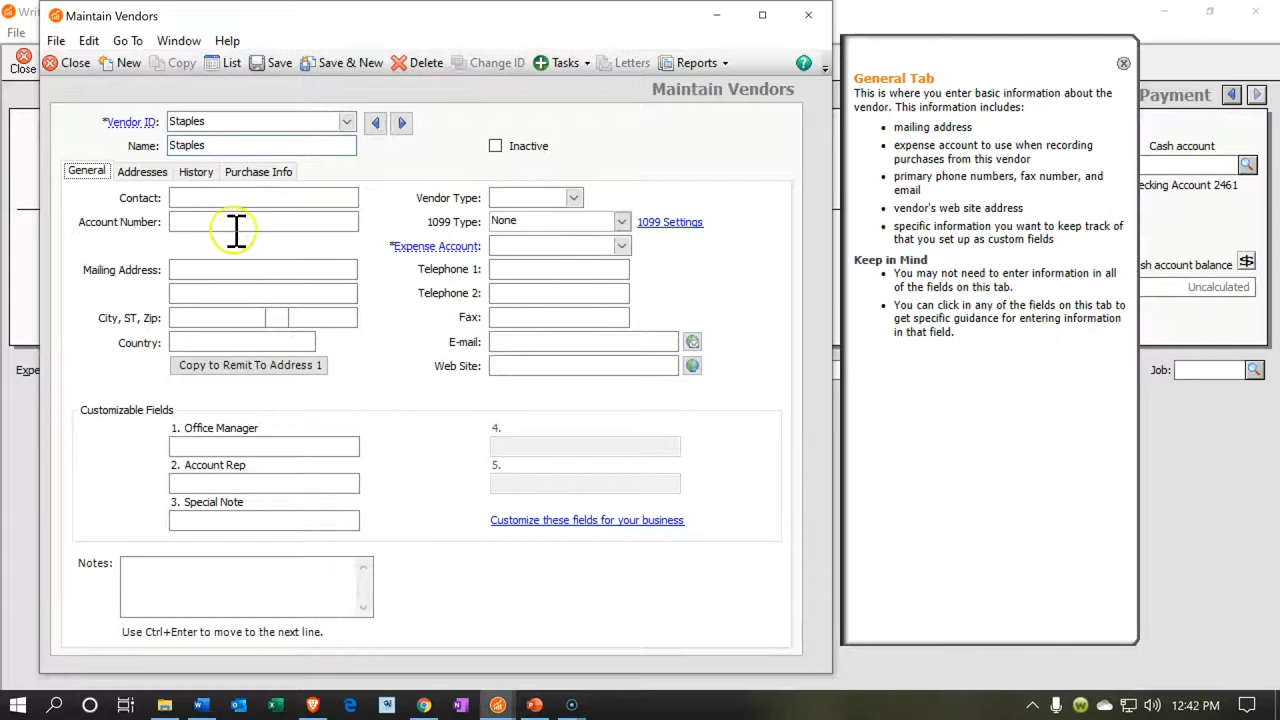 Writ
File
Close
Maintain Vendors
File Edit Go To Window Help
Close New Copy List Save Save & New Delete Change ID Tasks Letters Reports
Maintain Vendors
*Vendor ID: Staples
Name: Staples
Inactive
General Addresses History Purchase Info
Contact:
Vendor Type:
Account Number:
1099 Type: None 1099 Settings
*Expense Account:
Mailing Address:
Telephone 1:
Telephone 2:
City, ST, Zip:
Fax:
Country:
E-mail:
Copy to Remit To Address 1
Web Site:
Customizable Fields
1. Office Manager
4.
2. Account Rep
5.
3. Special Note
Customize these fields for your business
Notes:
Use Ctrl+Enter to move to the next line.
General Tab
This is where you enter basic information about the
vendor. This information includes:
• mailing address
• expense account to use when recording
purchases from this vendor
• primary phone numbers, fax number, and
email
• vendor's web site address
• specific information you want to keep track of
that you set up as custom fields
Keep in Mind
• You may not need to enter information in all
of the fields on this tab.
• You can click in any of the fields on this tab to
get specific guidance for entering information
in that field.
Payment
Cash account
ecking Account 2461
sh account balance
Uncalculated
Expe
Job:
12:42 PM